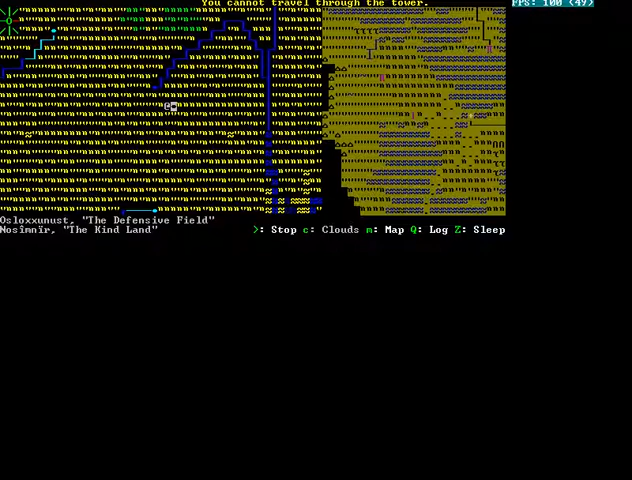 You cannot travel through the tower.
FPS: 100 (49)
Osloxxunust, "The Defensive Field"
Nosîmnïr, "The Kind Land"
>: Stop c: Clouds m: Map Q: Log Z: Sleep